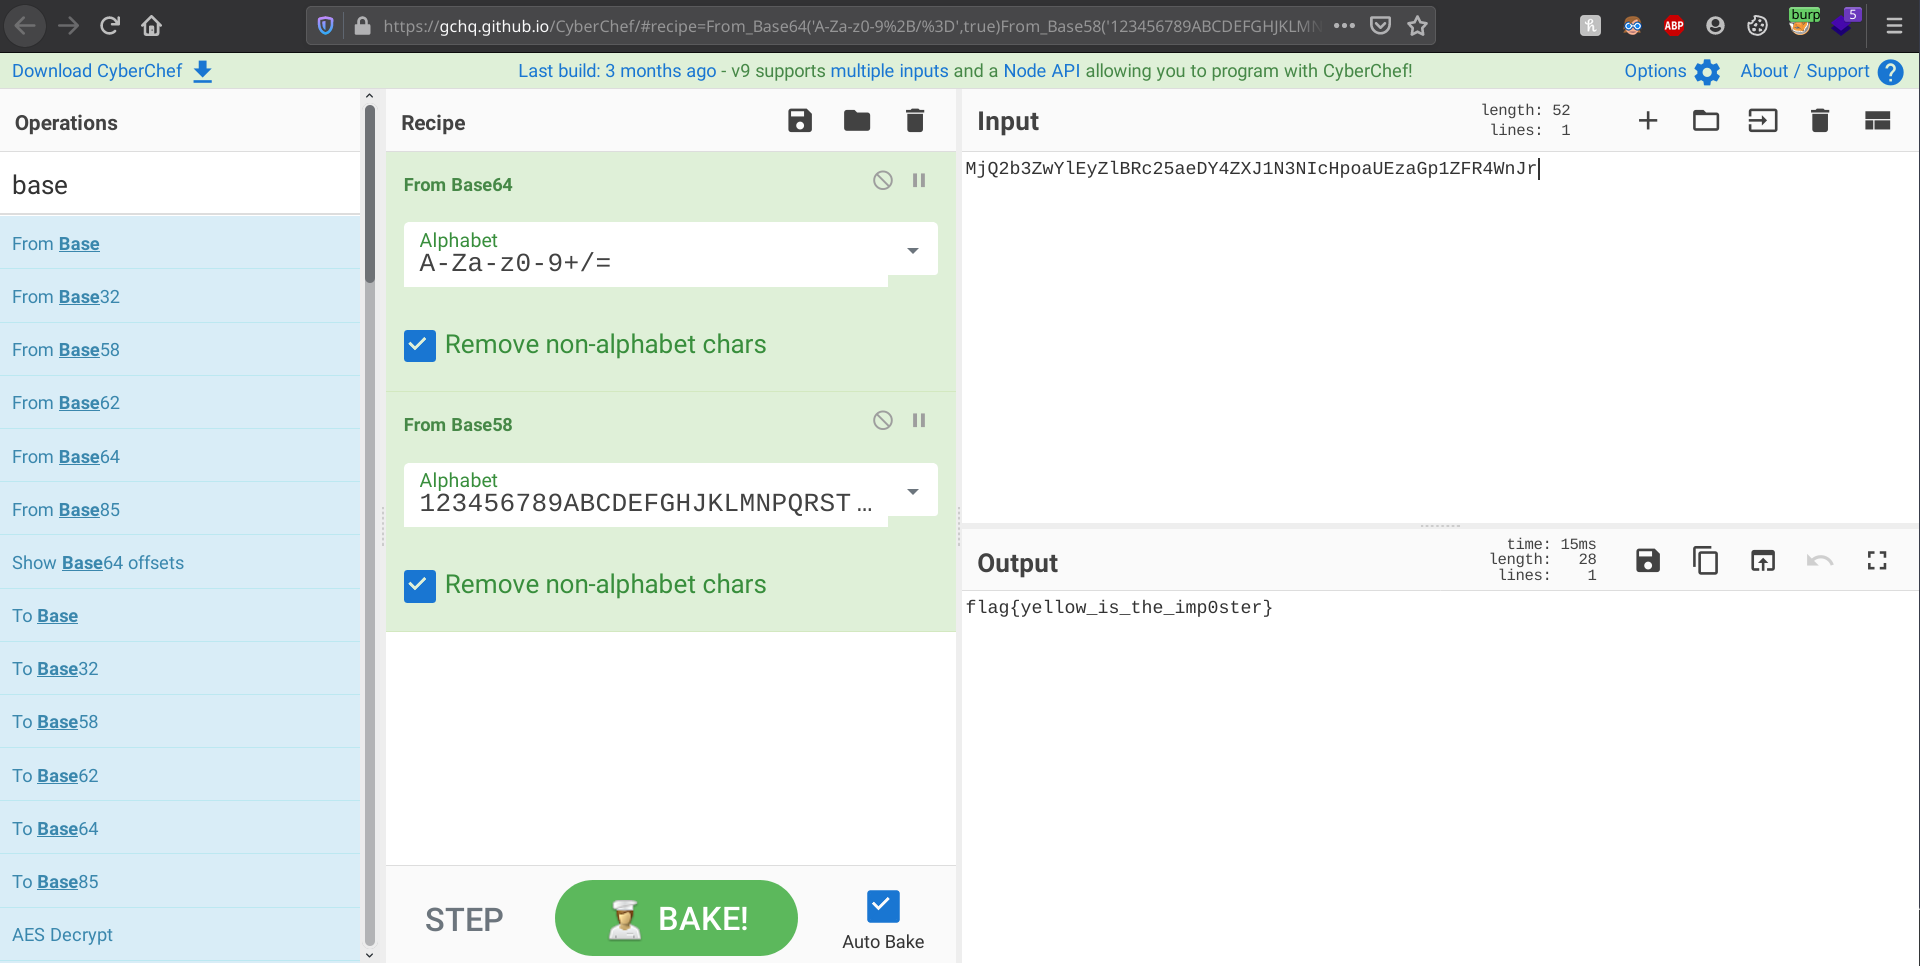 https://gchq.github.io/CyberChef/#recipe=From_Base64('A-Za-z0-9%2B/%3D',true)From_Base58('123456789ABCDEFGHJKLMN
ABP
burp
5
Download CyberChef
Last build: 3 months ago - v9 supports multiple inputs and a Node API allowing you to program with CyberChef!
Options
About / Support
Operations
base
From Base
From Base32
From Base58
From Base62
From Base64
From Base85
Show Base64 offsets
To Base
To Base32
To Base58
To Base62
To Base64
To Base85
AES Decrypt
Recipe
From Base64
Alphabet
A-Za-z0-9+/=
Remove non-alphabet chars
From Base58
Alphabet
123456789ABCDEFGHJKLMNPQRST…
Remove non-alphabet chars
STEP
BAKE!
Auto Bake
Input
length: 52
lines: 1
MjQ2b3ZwYlEyZlBRc25aeDY4ZXJ1N3NIcHpoaUEzaGp1ZFR4WnJr
Output
time: 15ms
length: 28
lines: 1
flag{yellow_is_the_imp0ster}